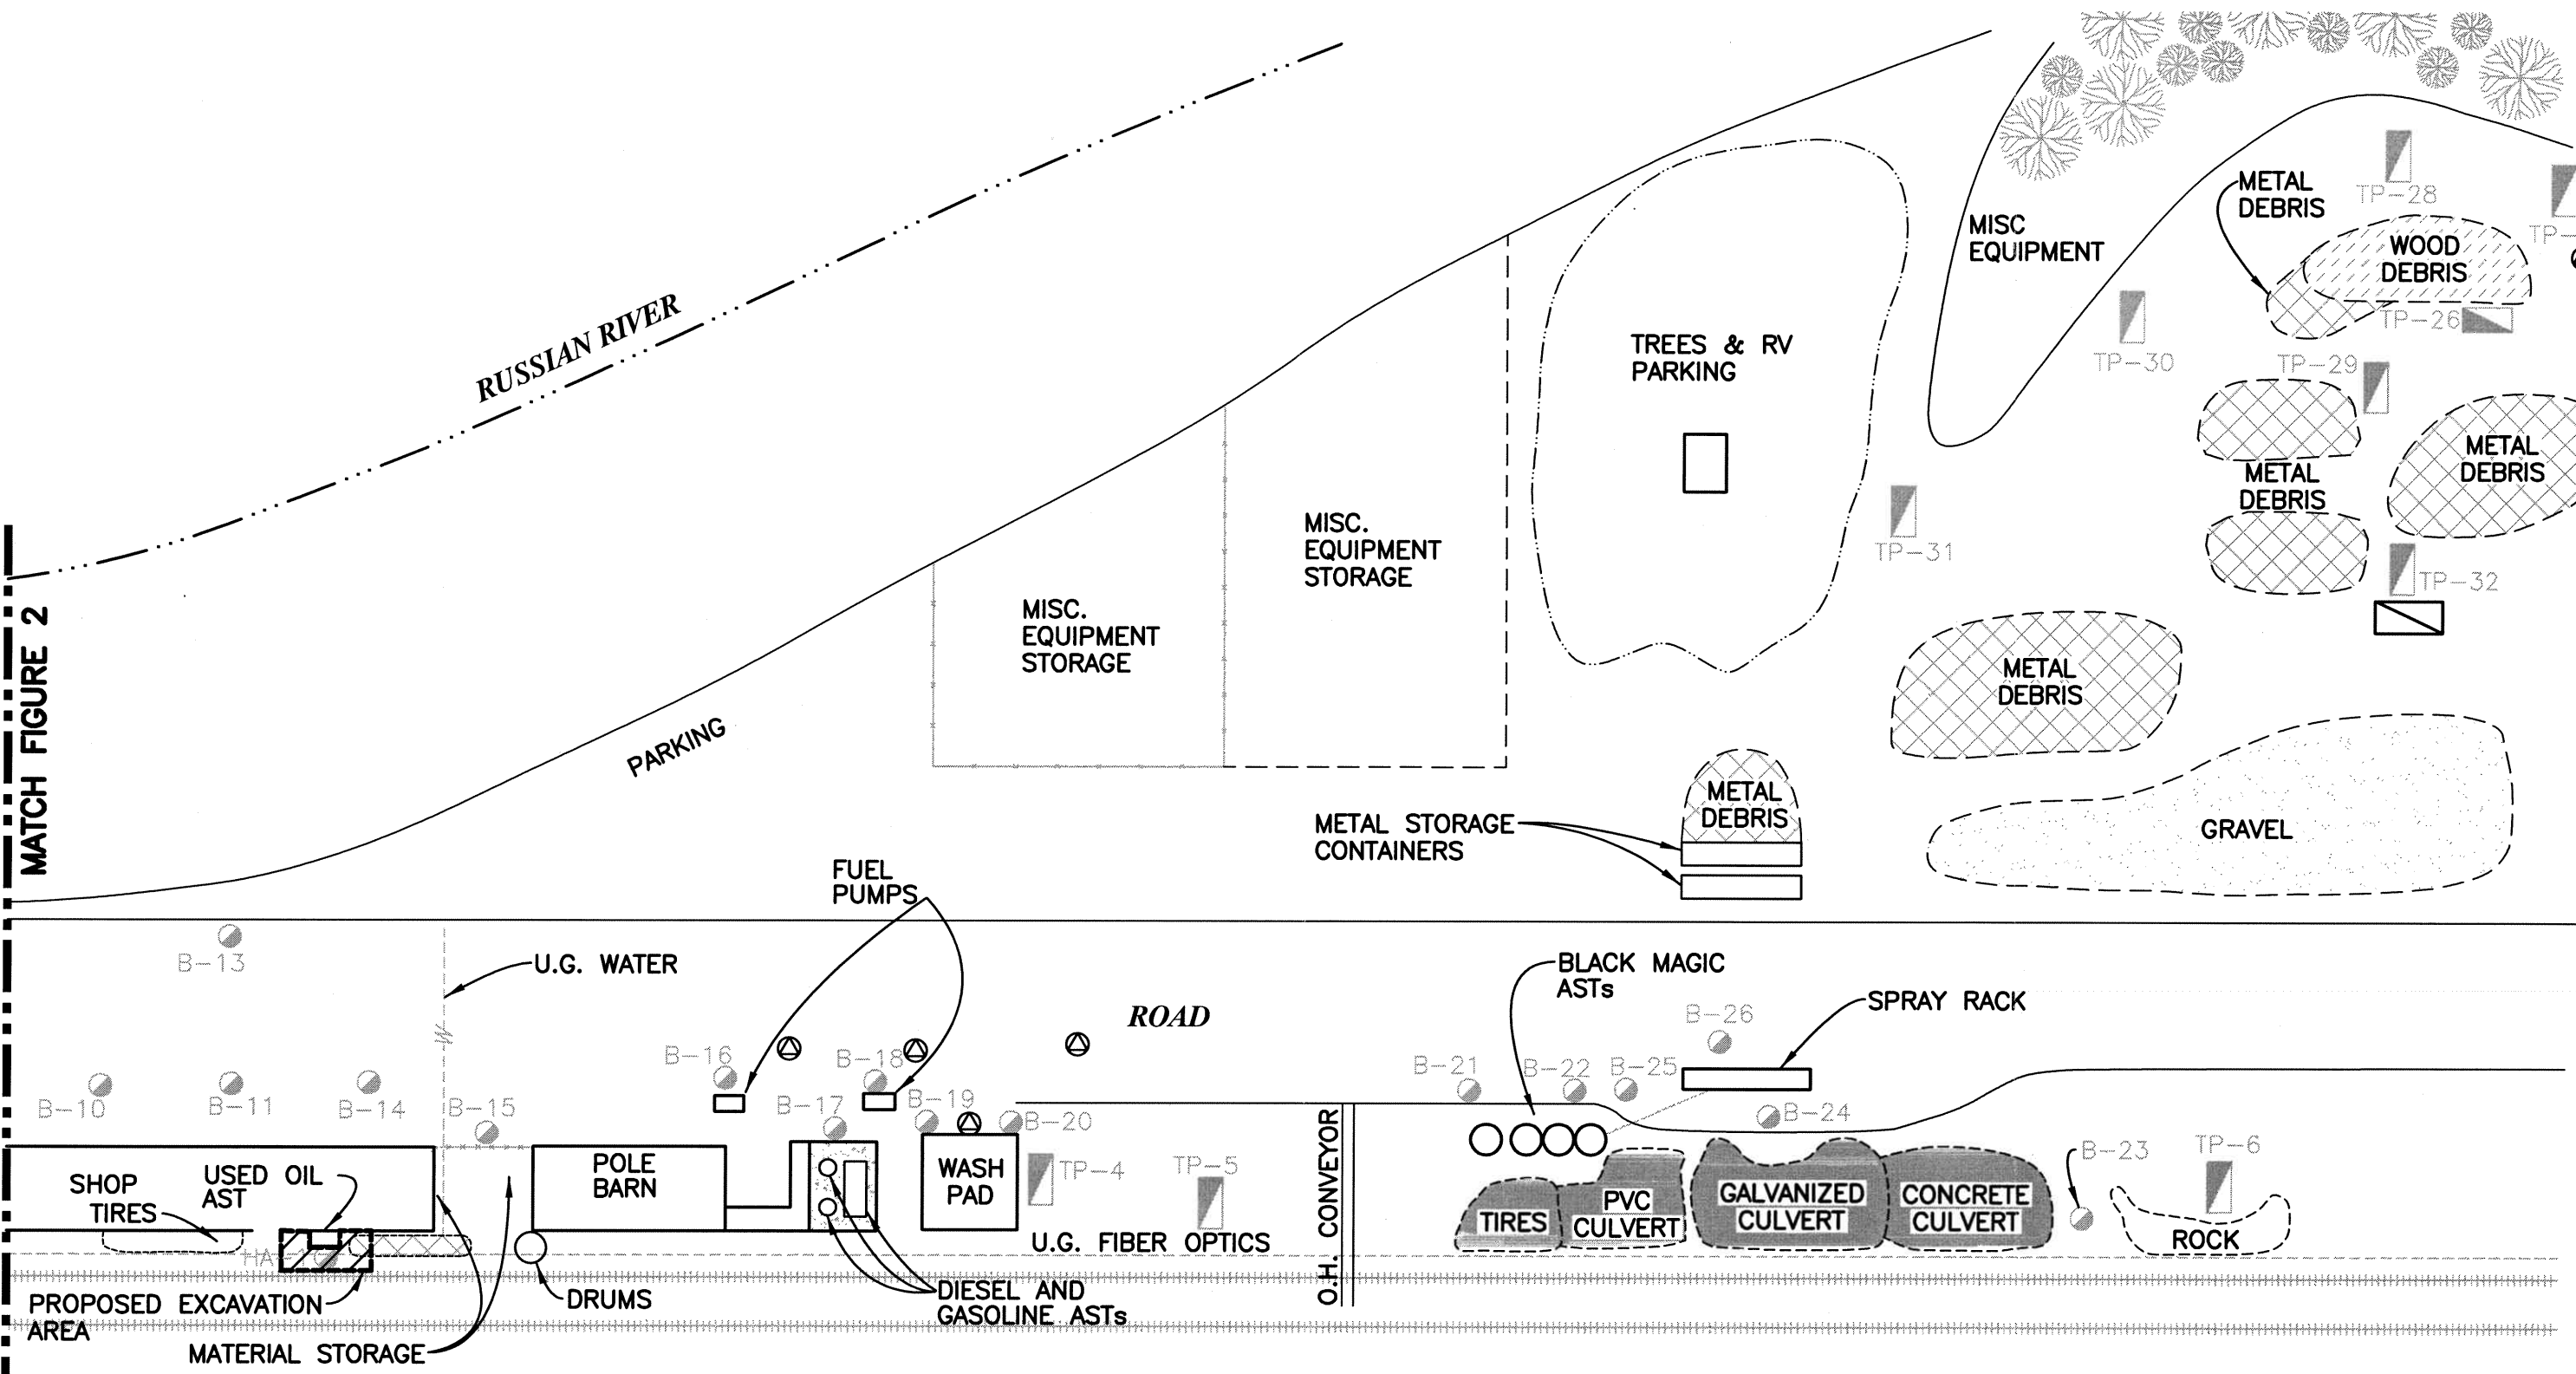 METAL
DEBRIS
TP-28
TP-
MISC
EQUIPMENT
WOOD
DEBRIS
RUSSIAN RIVER
TP-26
TREES & RV
PARKING
TP-30
TP-29
METAL
DEBRIS
METAL
DEBRIS
MISC.
EQUIPMENT
STORAGE
TP-31
TP-32
MISC.
EQUIPMENT
STORAGE
MATCH FIGURE 2
METAL
DEBRIS
PARKING
METAL
DEBRIS
METAL STORAGE
CONTAINERS
GRAVEL
FUEL
PUMPS
B-13
U.G. WATER
BLACK MAGIC
ASTs
ROAD
SPRAY RACK
B-26
B-16
B-18
B-21
B-22
B-25
B-10
B-11
B-14
B-15
B-17
B-19
B-20
B-24
SHOP
TIRES
USED OIL
AST
POLE
BARN
WASH
PAD
TP-4
TP-5
O.H. CONVEYOR
TIRES
PVC
CULVERT
GALVANIZED
CULVERT
CONCRETE
CULVERT
B-23
TP-6
ROCK
U.G. FIBER OPTICS
HA-
PROPOSED EXCAVATION
AREA
DRUMS
DIESEL AND
GASOLINE ASTs
MATERIAL STORAGE